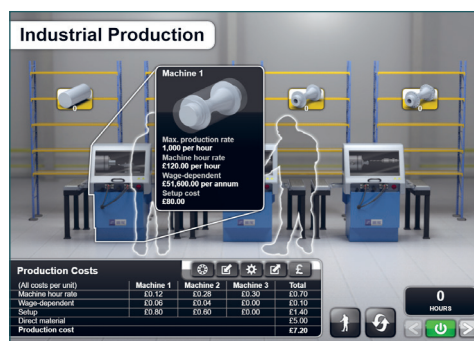 Industrial Production
Machine 1
Max. production rate
1,000 per hour
Machine hour rate
£120.00 per hour
Wage-dependent
£51,600.00 per annum
Setup cost
£80.00
0
0
0
Production Costs
£
(All costs per unit) Machine 1 Machine 2 Machine 3 Total
Machine hour rate £0.12 £0.28 £0.30 £0.70
Wage-dependent £0.06 £0.04 £0.00 £0.10
Setup £0.80 £0.60 £0.00 £1.40
Direct material £5.00
Production cost £7.20
0
HOURS